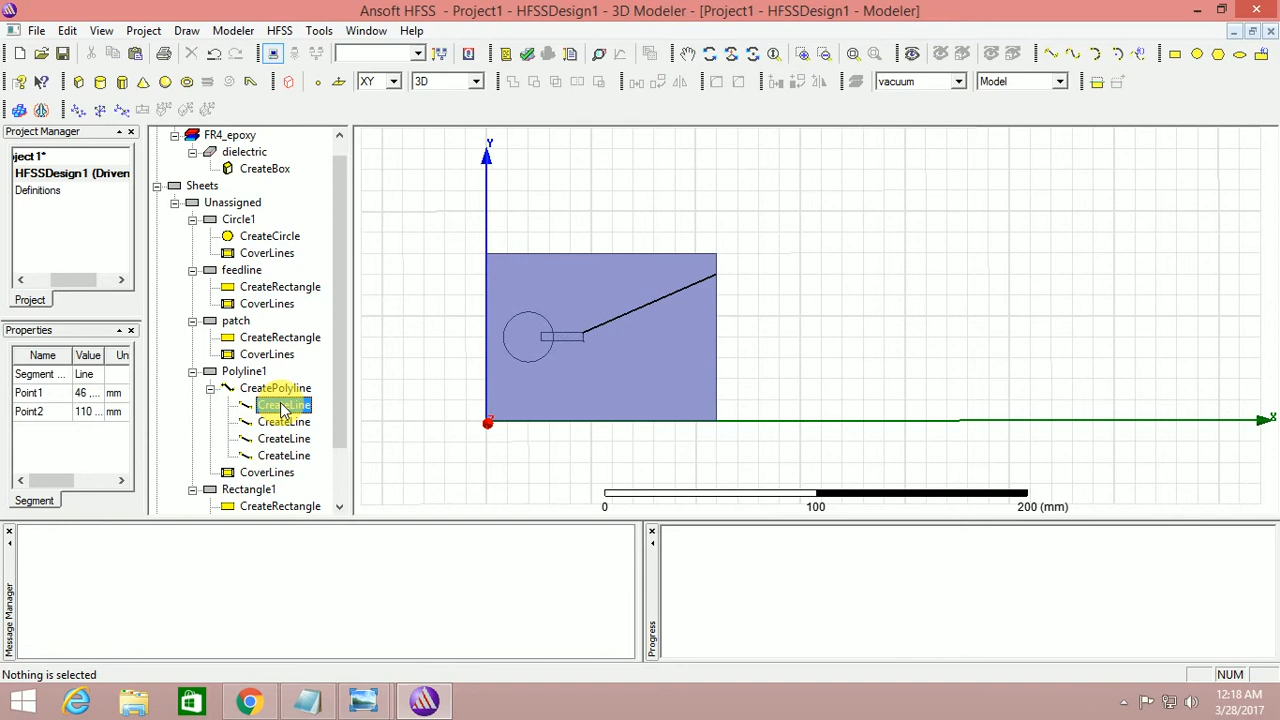 Ansoft HFSS - Project1 - HFSSDesign1 - 3D Modeler - [Project1 - HFSSDesign1 - Modeler]
File Edit View Project Draw Modeler HFSS Tools Window Help
XY 3D vacuum Model
Project Manager
ject1*
HFSSDesign1 (Driven
Definitions
Project
Properties
Name Value Un
Segment ... Line
Point1 46 ,... mm
Point2 110 ... mm
Segment
FR4_epoxy
dielectric
CreateBox
Sheets
Unassigned
Circle1
CreateCircle
CoverLines
feedline
CreateRectangle
CoverLines
patch
CreateRectangle
CoverLines
Polyline1
CreatePolyline
CreateLine
CreateLine
CreateLine
CreateLine
CoverLines
Rectangle1
CreateRectangle
Y
X
0 100 200 (mm)
Message Manager
Progress
Nothing is selected
NUM
12:18 AM
3/28/2017